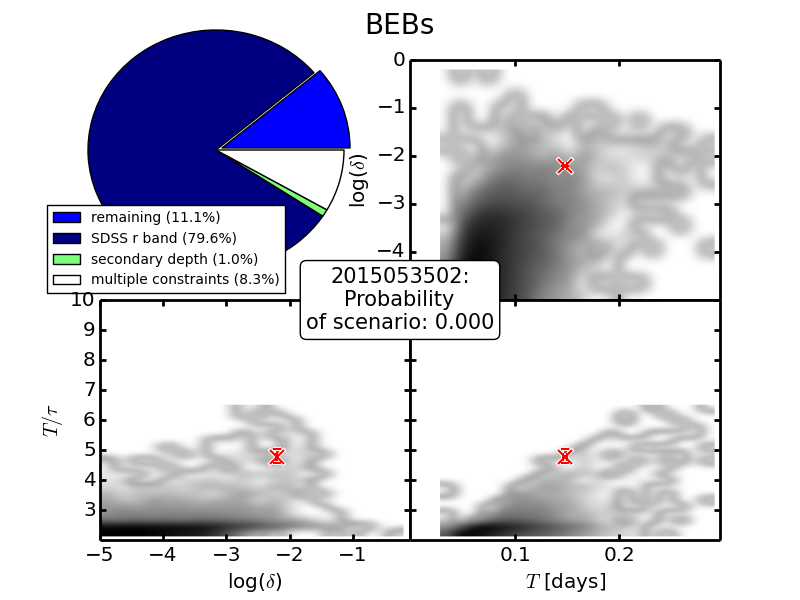 BEBs
remaining (11.1%)
SDSS r band (79.6%)
secondary depth (1.0%)
multiple constraints (8.3%)
log(δ)
0
−1
−2
−3
−4
2015053502:
Probability
of scenario: 0.000
T/τ
10
9
8
7
6
5
4
3
−5 −4 −3 −2 −1
log(δ)
0.1 0.2
T [days]